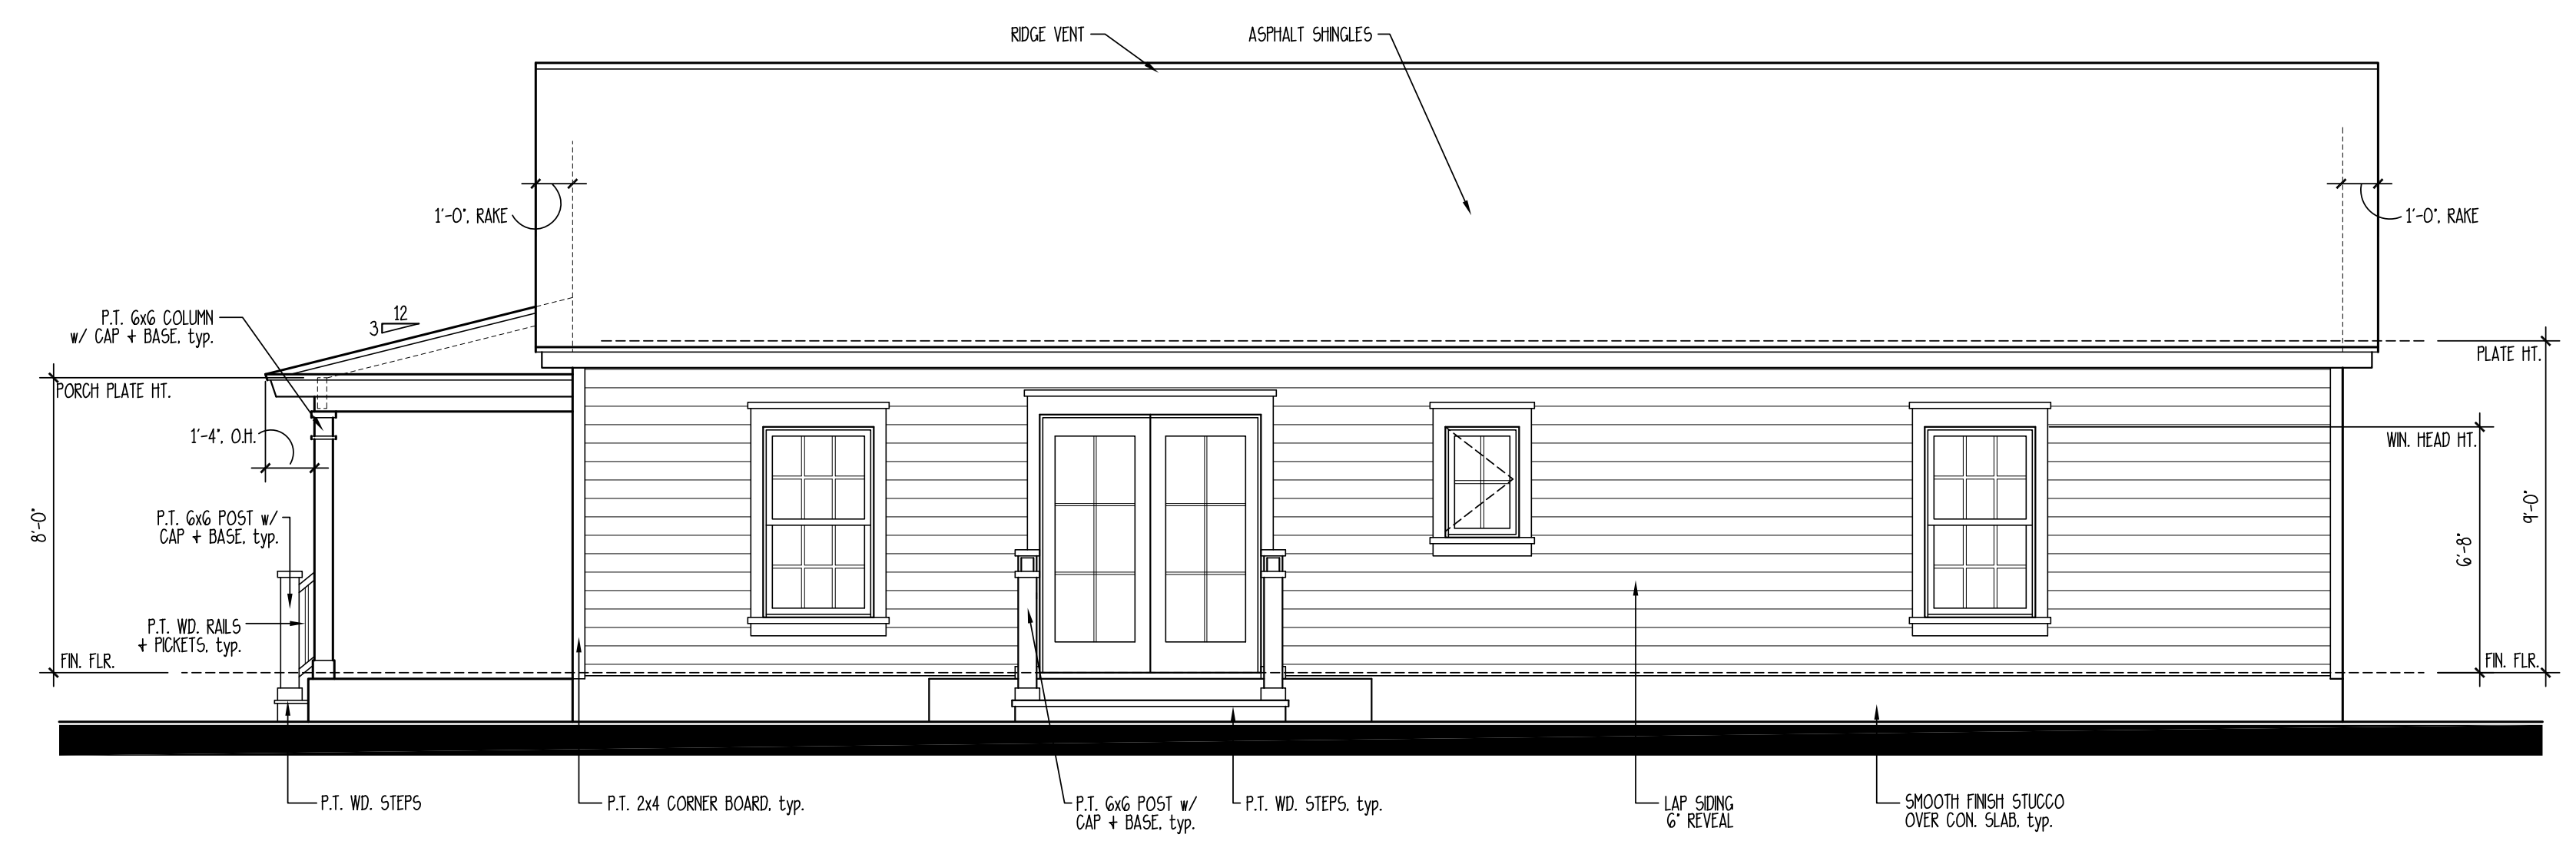 RIDGE VENT
ASPHALT SHINGLES
1'-0", RAKE
1'-0", RAKE
12
3
P.T. 6x6 COLUMN
w/ CAP + BASE, typ.
PLATE HT.
PORCH PLATE HT.
1'-4", O.H.
WIN. HEAD HT.
8'-0"
9'-0"
6'-8"
P.T. 6x6 POST w/
CAP + BASE, typ.
P.T. WD. RAILS
+ PICKETS, typ.
FIN. FLR.
FIN. FLR.
P.T. WD. STEPS
P.T. 2x4 CORNER BOARD, typ.
P.T. 6x6 POST w/
CAP + BASE, typ.
P.T. WD. STEPS, typ.
LAP SIDING
6" REVEAL
SMOOTH FINISH STUCCO
OVER CON. SLAB, typ.